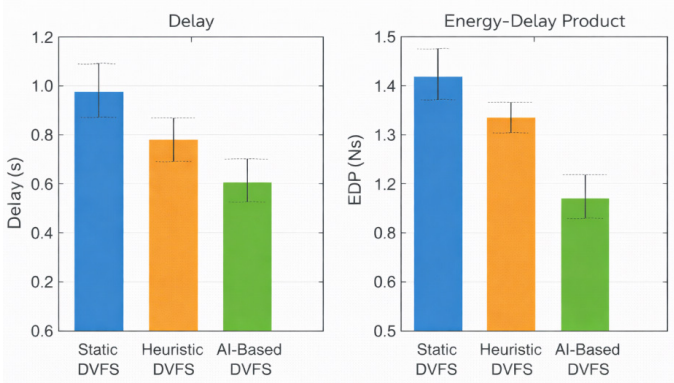 Delay
Delay (s)
1.2
1.0
0.8
0.6
0.4
0.2
0.6
Static
DVFS
Heuristic
DVFS
AI-Based
DVFS
Energy-Delay Product
EDP (Ns)
1.5
1.4
1.3
1.2
0.8
0.6
0.5
Static
DVFS
Heuristic
DVFS
AI-Based
DVFS